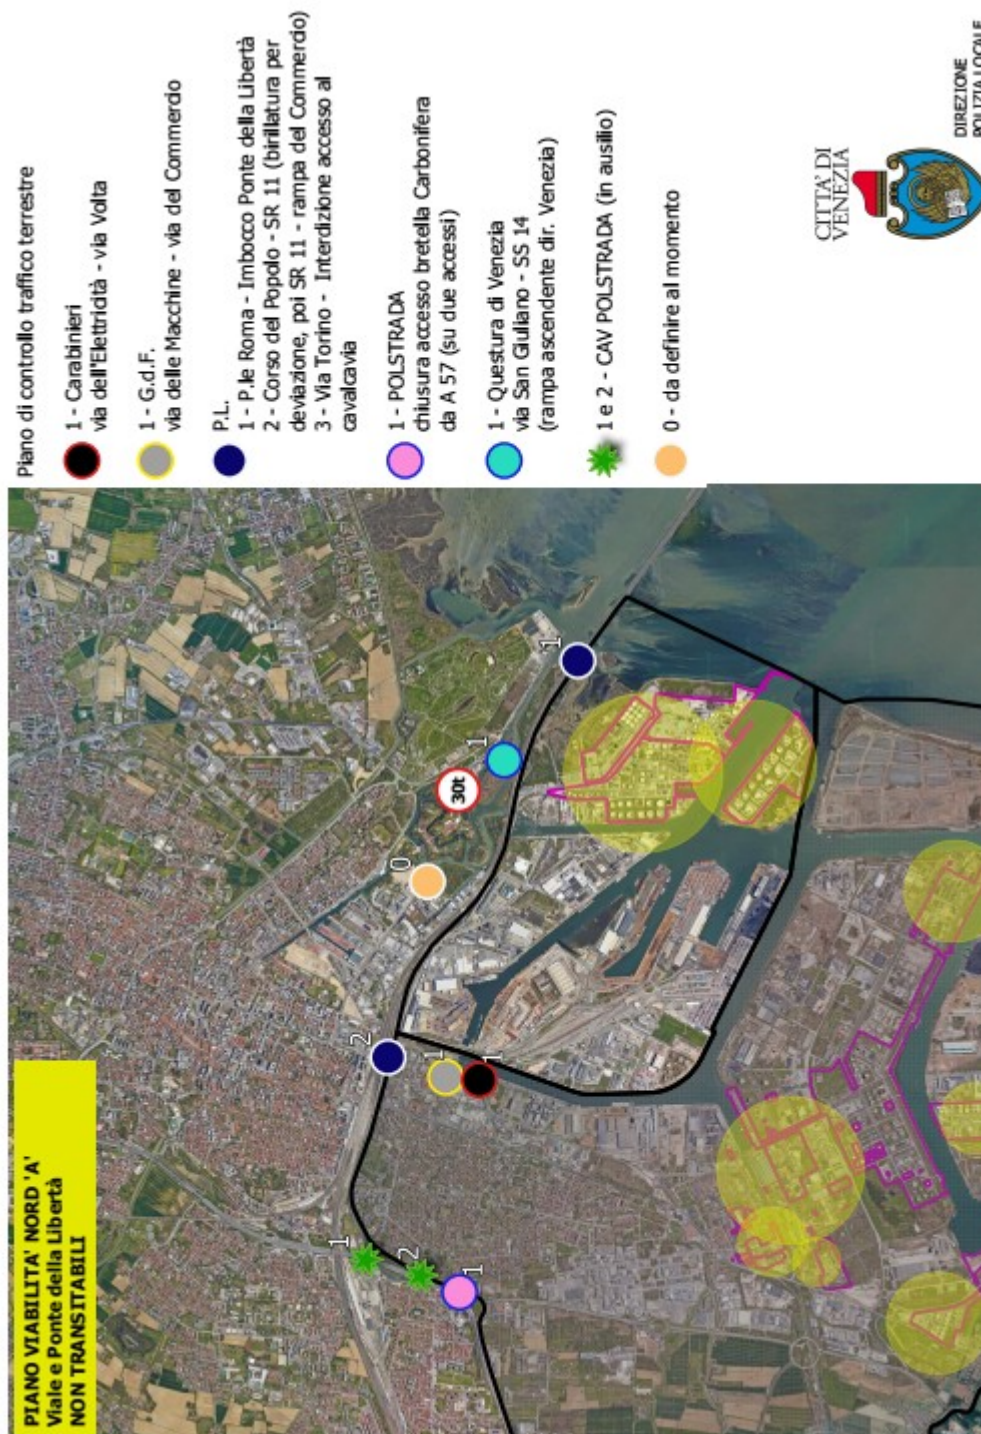 PIANO VIABILITA' NORD 'A'
Viale e Ponte della Libertà
NON TRANSITABILI
1
2
1
2
1
1
0
30t
1
1
Piano di controllo traffico terrestre
1 - Carabinieri
via dell'Elettricità - via Volta
1 - G.d.F.
via delle Macchine - via del Commercio
P.L.
1 - P.le Roma - Imbocco Ponte della Libertà
2 - Corso del Popolo - SR 11 (birillatura per
deviazione, poi SR 11 - rampa del Commercio)
3 - Via Torino - Interdizione accesso al
cavalcavia
1 - POLSTRADA
chiusura accesso bretella Carbonifera
da A 57 (su due accessi)
1 - Questura di Venezia
via San Giuliano - SS 14
(rampa ascendente dir. Venezia)
1 e 2 - CAV POLSTRADA (in ausilio)
0 - da definire al momento
CITTA' DI
VENEZIA
DIREZIONE
POLIZIA LOCALE